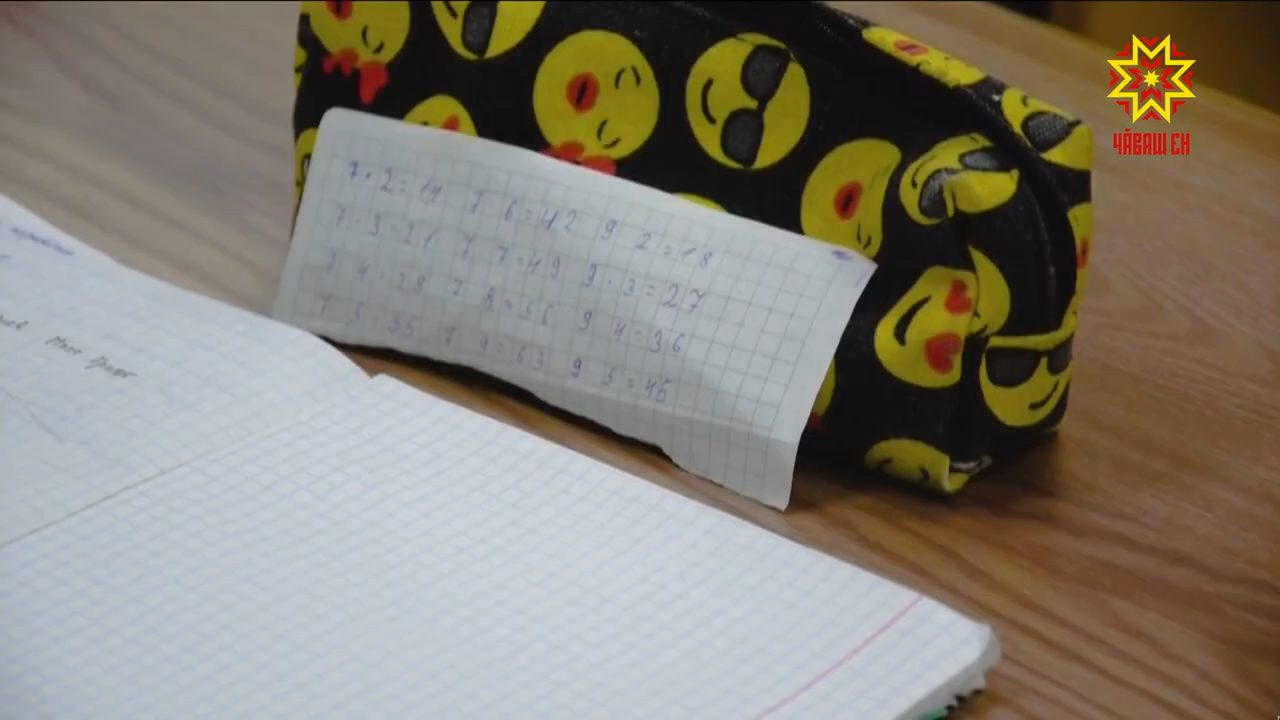 ЧӐВАШ ЕН
7 · 2 = 14 7 6 = 42 9 2 = 18
7 3 = 21 7 7 = 49 9 · 3 = 27
7 4 = 28 7 8 = 56 9 4 = 36
7 5 35 7 9 = 63 9 5 = 45